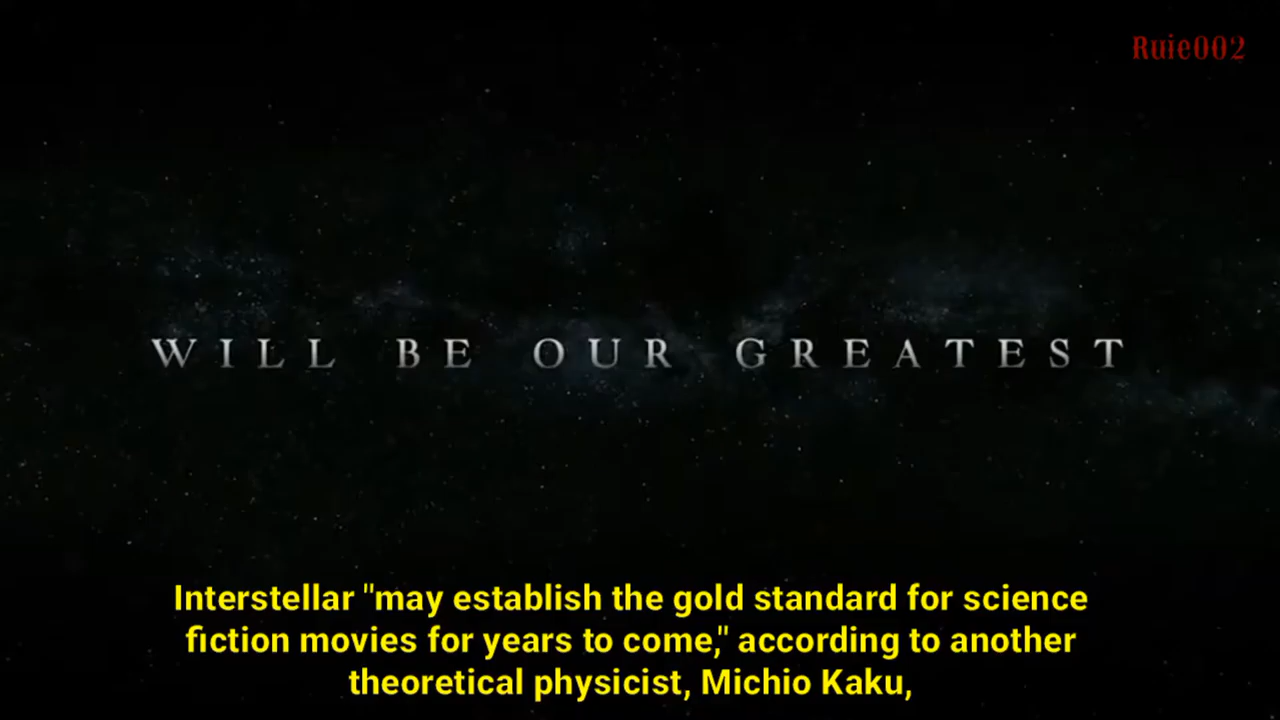 Ruie002
WILL BE OUR GREATEST
Interstellar "may establish the gold standard for science
fiction movies for years to come," according to another
theoretical physicist, Michio Kaku,